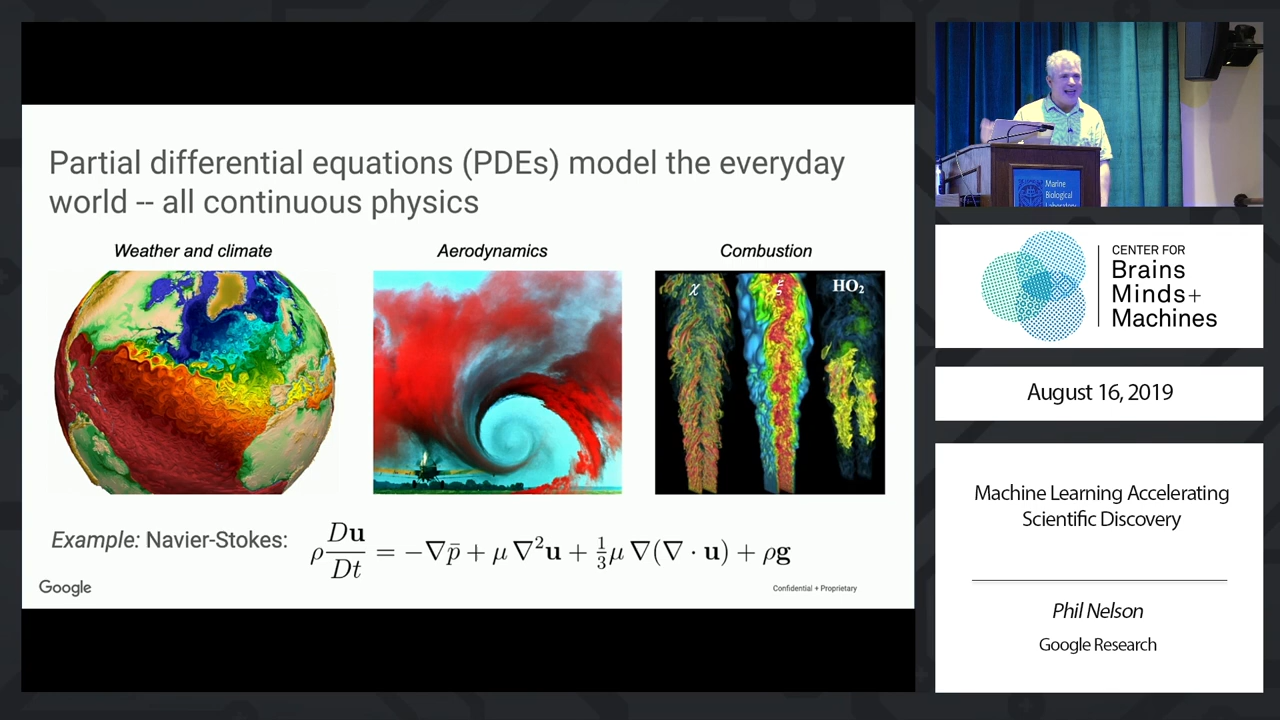 Partial differential equations (PDEs) model the everyday
world -- all continuous physics
Weather and climate
Aerodynamics
Combustion
χ
ξ
HO₂
Example: Navier-Stokes: ρ Du/Dt = −∇p̄ + μ ∇²u + ⅓μ ∇(∇ · u) + ρg
Google
Confidential + Proprietary
Marine
Biological
Laboratory
CENTER FOR
Brains
Minds+
Machines
August 16, 2019
Machine Learning Accelerating
Scientific Discovery
Phil Nelson
Google Research